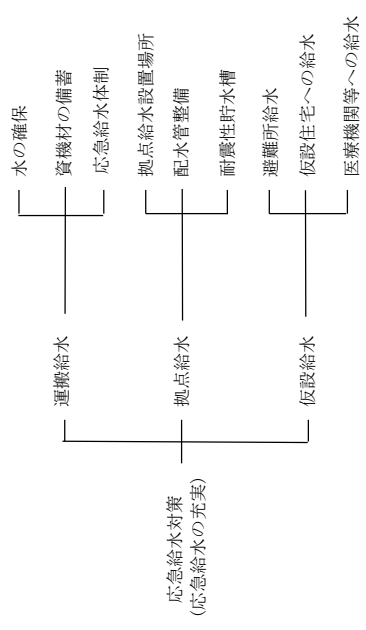 応急給水対策
(応急給水の充実)
運搬給水
水の確保
資機材の備蓄
応急給水体制
拠点給水
拠点給水設置場所
配水管整備
耐震性貯水槽
仮設給水
避難所給水
仮設住宅への給水
医療機関等への給水